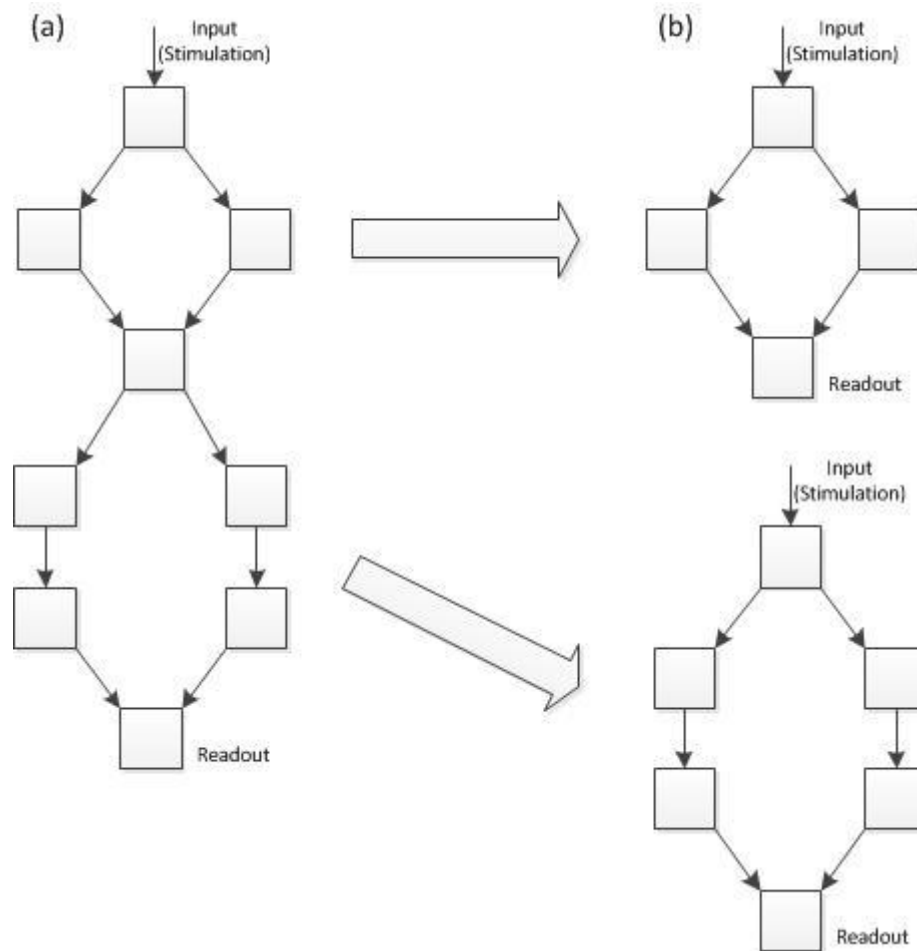 (a)
Input
(Stimulation)
Readout
(b)
Input
(Stimulation)
Readout
Input
(Stimulation)
Readout